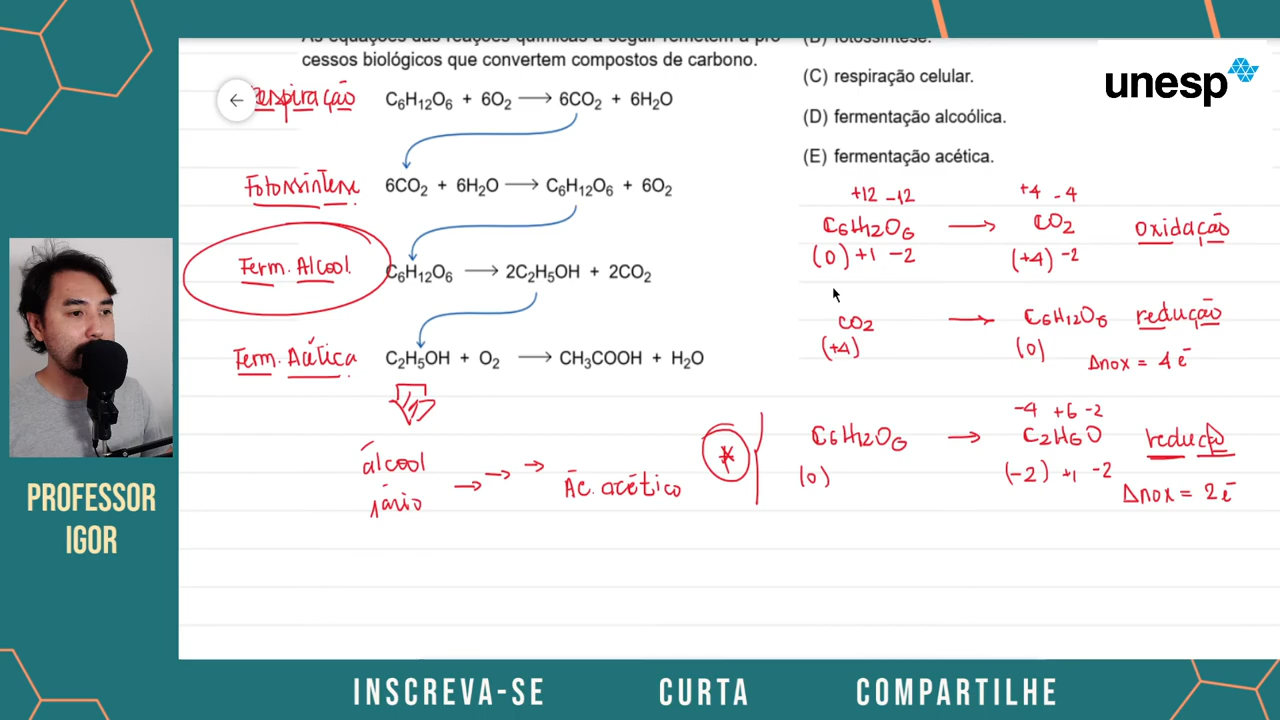 As equações das reações químicas a seguir remetem a pro-
cessos biológicos que convertem compostos de carbono.
Respiração C₆H₁₂O₆ + 6O₂ ⟶ 6CO₂ + 6H₂O
Fotossíntese 6CO₂ + 6H₂O ⟶ C₆H₁₂O₆ + 6O₂
Ferm. Alcool. C₆H₁₂O₆ ⟶ 2C₂H₅OH + 2CO₂
Ferm. Acética C₂H₅OH + O₂ ⟶ CH₃COOH + H₂O
álcool
1ário → → → Ác. acético
(B) fotossíntese.
(C) respiração celular.
(D) fermentação alcoólica.
(E) fermentação acética.
unesp
+12 -12 +4 -4
C₆H₁₂O₆ ⟶ CO₂ oxidação
(0) +1 -2 (+4) -2
CO₂ ⟶ C₆H₁₂O₆ redução
(+4) (0) Δnox = 4e⁻
-4 +6 -2
* C₆H₁₂O₆ ⟶ C₂H₆O redução
(0) (-2) +1 -2 Δnox = 2e⁻
PROFESSOR
IGOR
INSCREVA-SE CURTA COMPARTILHE